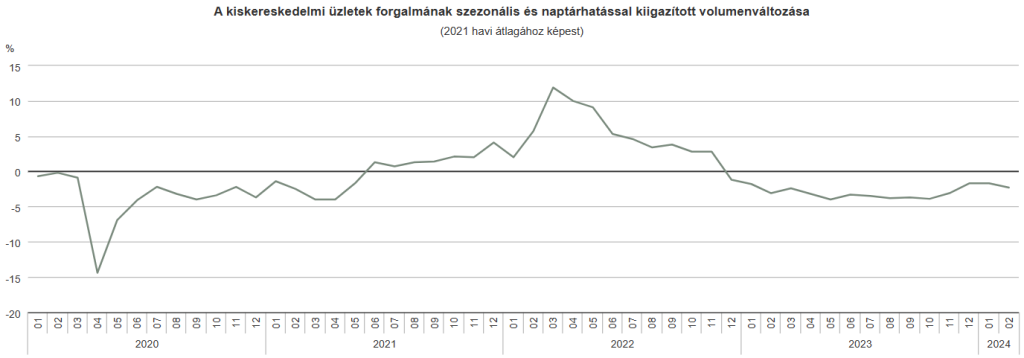 A kiskereskedelmi üzletek forgalmának szezonális és naptárhatással kiigazított volumenváltozása
(2021 havi átlagához képest)
%
15
10
5
0
-5
-10
-15
-20
01 02 03 04 05 06 07 08 09 10 11 12 01 02 03 04 05 06 07 08 09 10 11 12 01 02 03 04 05 06 07 08 09 10 11 12 01 02 03 04 05 06 07 08 09 10 11 12 01 02
2020 2021 2022 2023 2024